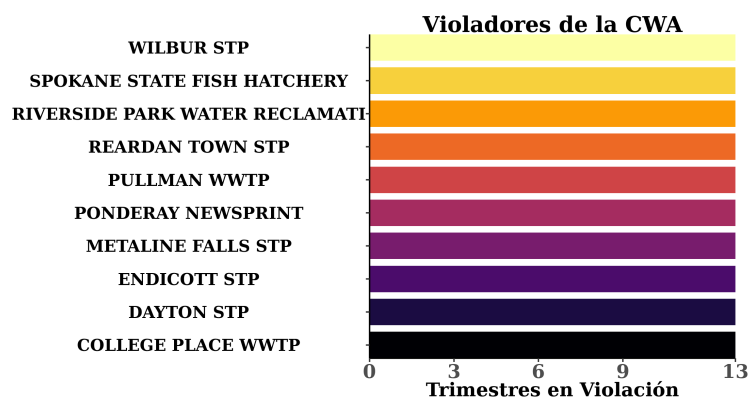 Violadores de la CWA
WILBUR STP
SPOKANE STATE FISH HATCHERY
RIVERSIDE PARK WATER RECLAMATI
REARDAN TOWN STP
PULLMAN WWTP
PONDERAY NEWSPRINT
METALINE FALLS STP
ENDICOTT STP
DAYTON STP
COLLEGE PLACE WWTP
0 3 6 9 13
Trimestres en Violación